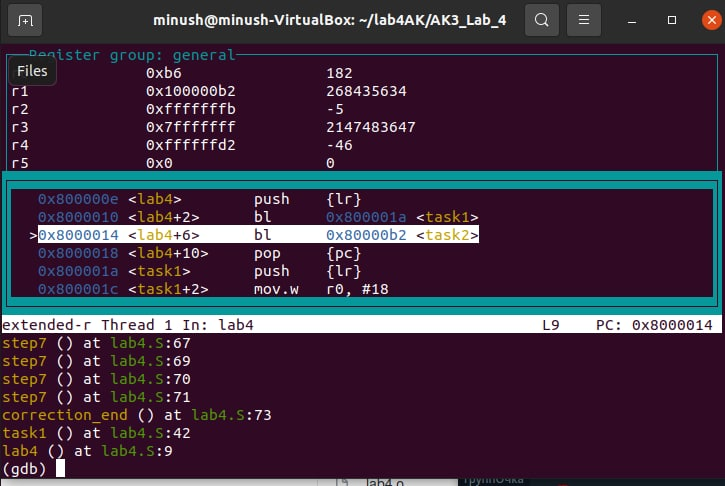 minush@minush-VirtualBox: ~/lab4AK/AK3_Lab_4
Register group: general
Files
0xb6 182
r1 0x100000b2 268435634
r2 0xfffffffb -5
r3 0x7fffffff 2147483647
r4 0xffffffd2 -46
r5 0x0 0
0x800000e <lab4> push {lr}
0x8000010 <lab4+2> bl 0x800001a <task1>
>0x8000014 <lab4+6> bl 0x80000b2 <task2>
0x8000018 <lab4+10> pop {pc}
0x800001a <task1> push {lr}
0x800001c <task1+2> mov.w r0, #18
extended-r Thread 1 In: lab4 L9 PC: 0x8000014
step7 () at lab4.S:67
step7 () at lab4.S:69
step7 () at lab4.S:70
step7 () at lab4.S:71
correction_end () at lab4.S:73
task1 () at lab4.S:42
lab4 () at lab4.S:9
(gdb)
lab4.o